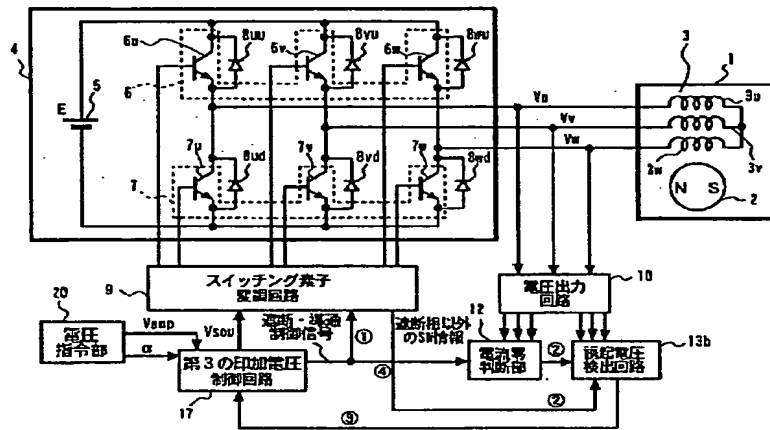 4
E
5
6u
6v
6w
8uu
8vu
8wu
6
7u
7v
7w
8ud
8vd
8wd
7
Vu
Vv
Vw
3
1
3u
3v
3w
N S
2
9
スイッチング素子
変調回路
10
電圧出力
回路
20
電圧
指令部
Vsop
α
Vsou
遮断・導通
制御信号
①
遮断相以外
のSW情報
④
第3の印加電圧
制御回路
17
12
電流零
判断部
②
誘起電圧
検出回路
13b
②
③